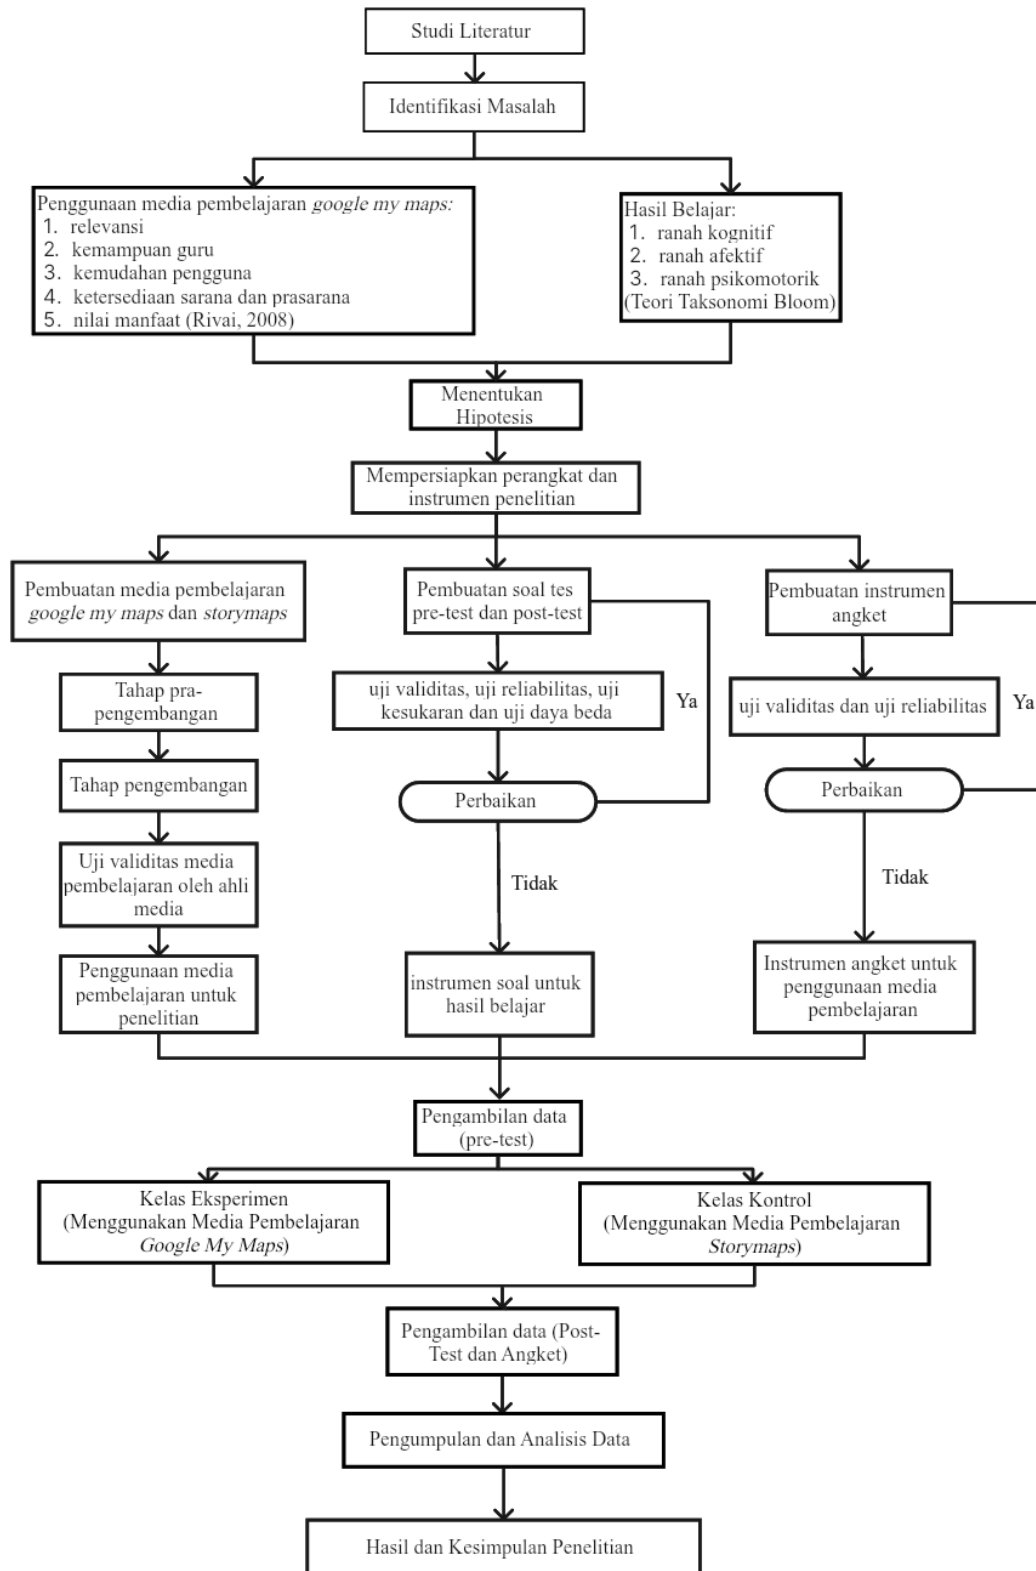 Studi Literatur
Identifikasi Masalah
Penggunaan media pembelajaran google my maps:
1. relevansi
2. kemampuan guru
3. kemudahan pengguna
4. ketersediaan sarana dan prasarana
5. nilai manfaat (Rivai, 2008)
Hasil Belajar:
1. ranah kognitif
2. ranah afektif
3. ranah psikomotorik
(Teori Taksonomi Bloom)
Menentukan
Hipotesis
Mempersiapkan perangkat dan
instrumen penelitian
Pembuatan media pembelajaran
google my maps dan storymaps
Tahap pra-
pengembangan
Tahap pengembangan
Uji validitas media
pembelajaran oleh ahli
media
Penggunaan media
pembelajaran untuk
penelitian
Pembuatan soal tes
pre-test dan post-test
uji validitas, uji reliabilitas, uji
kesukaran dan uji daya beda
Ya
Perbaikan
Tidak
instrumen soal untuk
hasil belajar
Pembuatan instrumen
angket
uji validitas dan uji reliabilitas
Ya
Perbaikan
Tidak
Instrumen angket untuk
penggunaan media
pembelajaran
Pengambilan data
(pre-test)
Kelas Eksperimen
(Menggunakan Media Pembelajaran
Google My Maps)
Kelas Kontrol
(Menggunakan Media Pembelajaran
Storymaps)
Pengambilan data (Post-
Test dan Angket)
Pengumpulan dan Analisis Data
Hasil dan Kesimpulan Penelitian